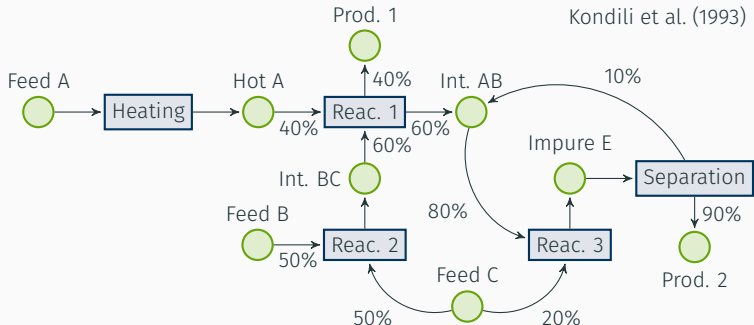 Prod. 1
Kondili et al. (1993)
Feed A
Hot A
40%
Int. AB
10%
Heating
Reac. 1
40%
60%
60%
Impure E
Int. BC
Separation
Feed B
80%
90%
50%
Reac. 2
Reac. 3
Feed C
Prod. 2
50%
20%